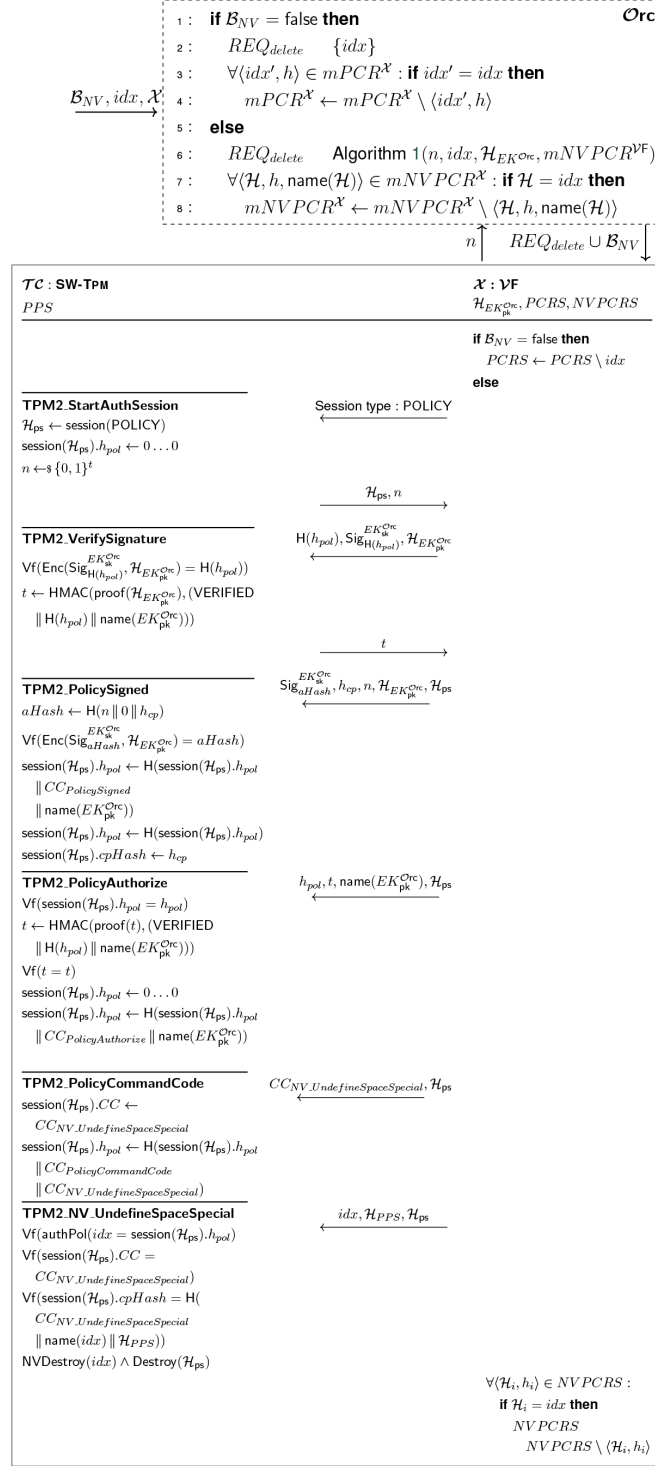 𝒪rc
1 : if ℬ_NV = false then
2 : REQ_delete {idx}
3 : ∀⟨idx′, h⟩ ∈ mPCR^𝒳 : if idx′ = idx then
4 : mPCR^𝒳 ← mPCR^𝒳 \ ⟨idx′, h⟩
5 : else
6 : REQ_delete Algorithm 1(n, idx, ℋ_EK^𝒪rc, mNVPCR^𝒱F)
7 : ∀⟨ℋ, h, name(ℋ)⟩ ∈ mNVPCR^𝒳 : if ℋ = idx then
8 : mNVPCR^𝒳 ← mNVPCR^𝒳 \ ⟨ℋ, h, name(ℋ)⟩
ℬ_NV, idx, 𝒳
n REQ_delete ∪ ℬ_NV
𝒯𝒞 : SW-TPM
PPS
𝒳 : 𝒱F
ℋ_EK_pk^𝒪rc, PCRS, NVPCRS
if ℬ_NV = false then
PCRS ← PCRS \ idx
else
TPM2_StartAuthSession
Session type : POLICY
ℋ_ps ← session(POLICY)
session(ℋ_ps).h_pol ← 0 . . . 0
n ←$ {0, 1}^t
ℋ_ps, n
TPM2_VerifySignature
H(h_pol), Sig_H(h_pol)^EK_sk^𝒪rc, ℋ_EK_pk^𝒪rc
Vf(Enc(Sig_H(h_pol)^EK_sk^𝒪rc, ℋ_EK_pk^𝒪rc) = H(h_pol))
t ← HMAC(proof(ℋ_EK_pk^𝒪rc), (VERIFIED
∥ H(h_pol) ∥ name(EK_pk^𝒪rc)))
t
TPM2_PolicySigned
Sig_aHash^EK_sk^𝒪rc, h_cp, n, ℋ_EK_pk^𝒪rc, ℋ_ps
aHash ← H(n ∥ 0 ∥ h_cp)
Vf(Enc(Sig_aHash^EK_sk^𝒪rc, ℋ_EK_pk^𝒪rc) = aHash)
session(ℋ_ps).h_pol ← H(session(ℋ_ps).h_pol
∥ CC_PolicySigned
∥ name(EK_pk^𝒪rc))
session(ℋ_ps).h_pol ← H(session(ℋ_ps).h_pol)
session(ℋ_ps).cpHash ← h_cp
TPM2_PolicyAuthorize
h_pol, t, name(EK_pk^𝒪rc), ℋ_ps
Vf(session(ℋ_ps).h_pol = h_pol)
t ← HMAC(proof(t), (VERIFIED
∥ H(h_pol) ∥ name(EK_pk^𝒪rc)))
Vf(t = t)
session(ℋ_ps).h_pol ← 0 . . . 0
session(ℋ_ps).h_pol ← H(session(ℋ_ps).h_pol
∥ CC_PolicyAuthorize ∥ name(EK_pk^𝒪rc))
TPM2_PolicyCommandCode
CC_NV_UndefineSpaceSpecial, ℋ_ps
session(ℋ_ps).CC ←
CC_NV_UndefineSpaceSpecial
session(ℋ_ps).h_pol ← H(session(ℋ_ps).h_pol
∥ CC_PolicyCommandCode
∥ CC_NV_UndefineSpaceSpecial)
TPM2_NV_UndefineSpaceSpecial
idx, ℋ_PPS, ℋ_ps
Vf(authPol(idx = session(ℋ_ps).h_pol)
Vf(session(ℋ_ps).CC =
CC_NV_UndefineSpaceSpecial)
Vf(session(ℋ_ps).cpHash = H(
CC_NV_UndefineSpaceSpecial
∥ name(idx) ∥ ℋ_PPS))
NVDestroy(idx) ∧ Destroy(ℋ_ps)
∀⟨ℋ_i, h_i⟩ ∈ NVPCRS :
if ℋ_i = idx then
NVPCRS
NVPCRS \ ⟨ℋ_i, h_i⟩